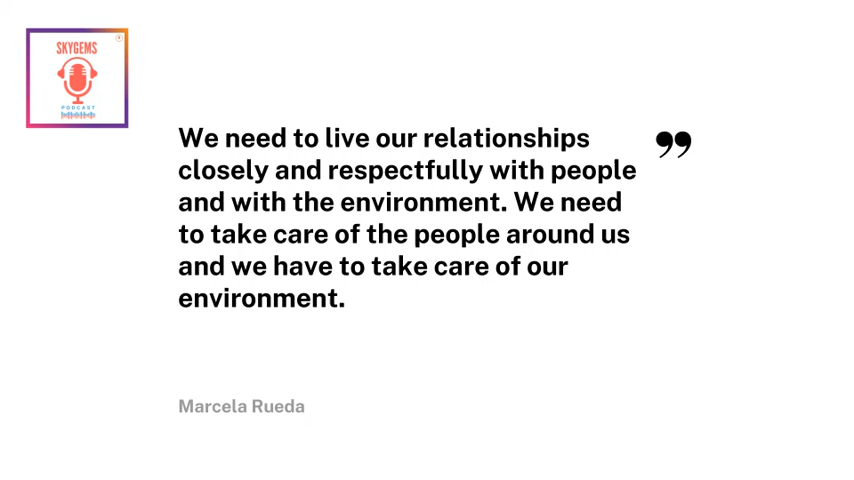 SKYGEMS
PODCAST
We need to live our relationships
closely and respectfully with people
and with the environment. We need
to take care of the people around us
and we have to take care of our
environment.
”
Marcela Rueda